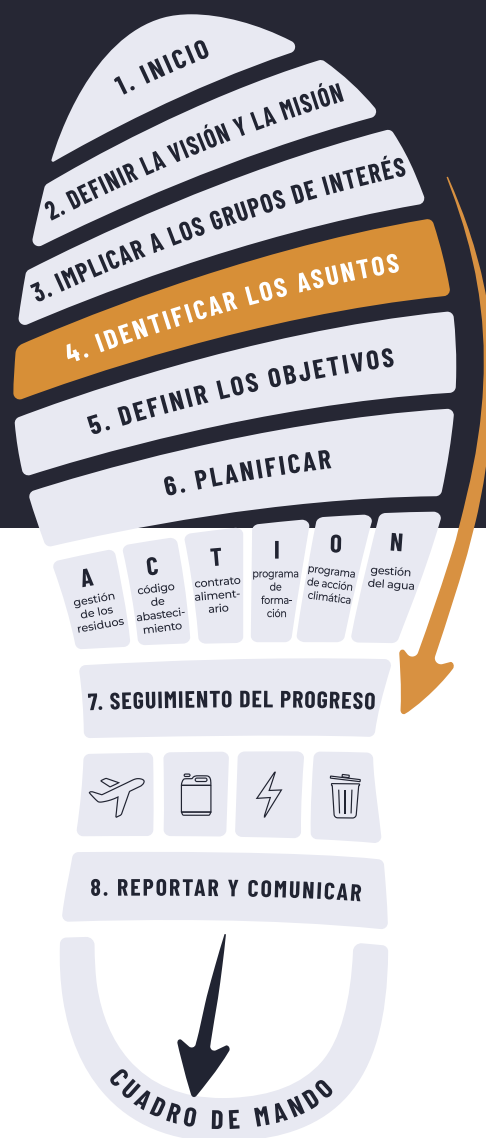 1. INICIO
2. DEFINIR LA VISIÓN Y LA MISIÓN
3. IMPLICAR A LOS GRUPOS DE INTERÉS
4. IDENTIFICAR LOS ASUNTOS
5. DEFINIR LOS OBJETIVOS
6. PLANIFICAR
A
gestión
de los
residuos
C
código
de
abasteci-
miento
T
contrato
aliment-
ario
I
programa
de
forma-
ción
O
programa
de acción
climática
N
gestión
del agua
7. SEGUIMIENTO DEL PROGRESO
8. REPORTAR Y COMUNICAR
CUADRO DE MANDO